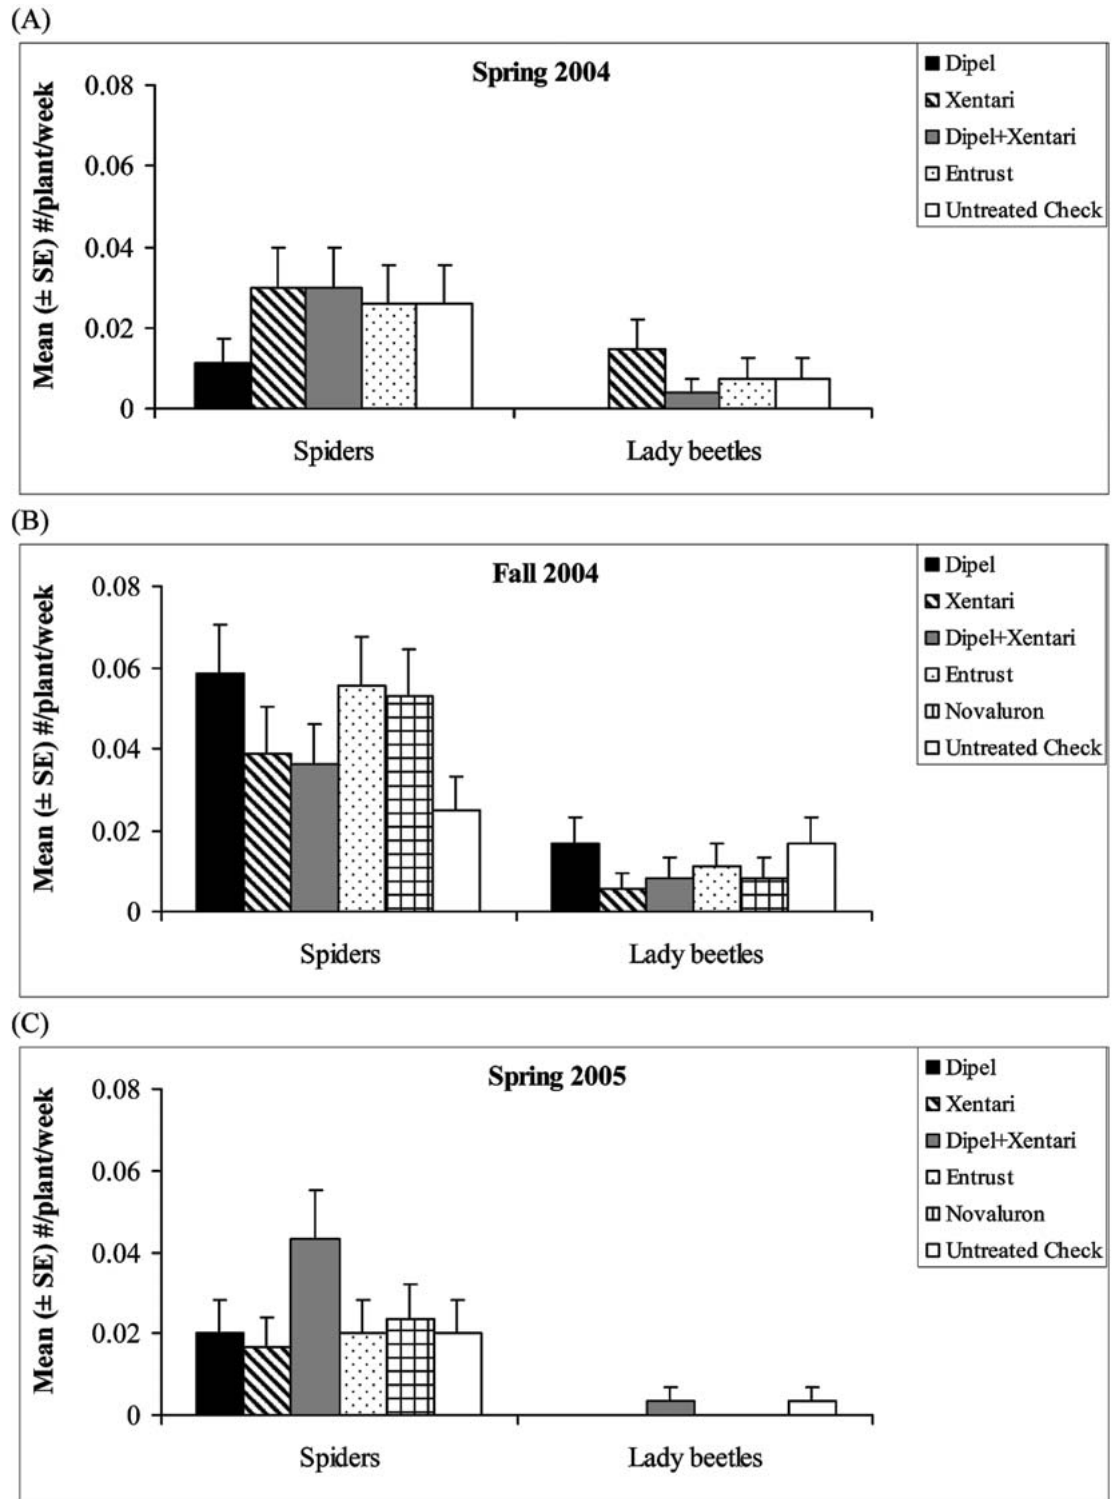 (A)
Spring 2004
Mean (± SE) #/plant/week
0.08
0.06
0.04
0.02
0
Spiders
Lady beetles
Dipel
Xentari
Dipel+Xentari
Entrust
Untreated Check
(B)
Fall 2004
Mean (± SE) #/plant/week
0.08
0.06
0.04
0.02
0
Spiders
Lady beetles
Dipel
Xentari
Dipel+Xentari
Entrust
Novaluron
Untreated Check
(C)
Spring 2005
Mean (± SE) #/plant/week
0.08
0.06
0.04
0.02
0
Spiders
Lady beetles
Dipel
Xentari
Dipel+Xentari
Entrust
Novaluron
Untreated Check